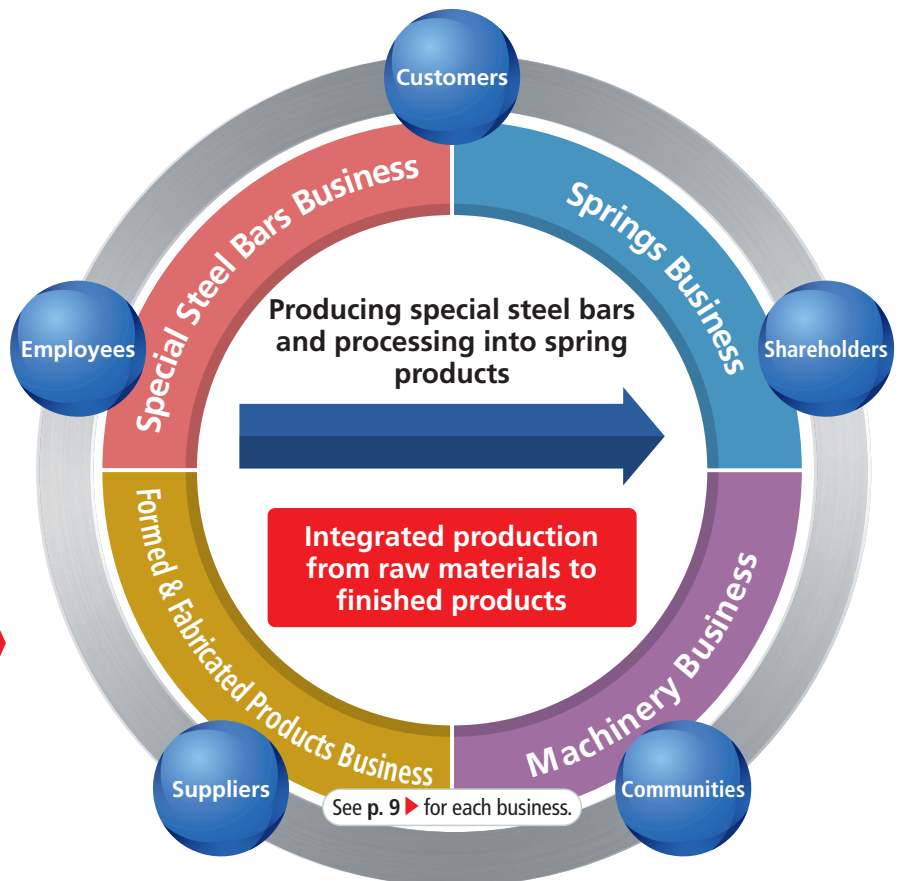 Customers
Special Steel Bars Business
Springs Business
Employees
Shareholders
Producing special steel bars
and processing into spring
products
Integrated production
from raw materials to
finished products
Formed & Fabricated Products Business
Machinery Business
Suppliers
Communities
See p. 9 ▶ for each business.